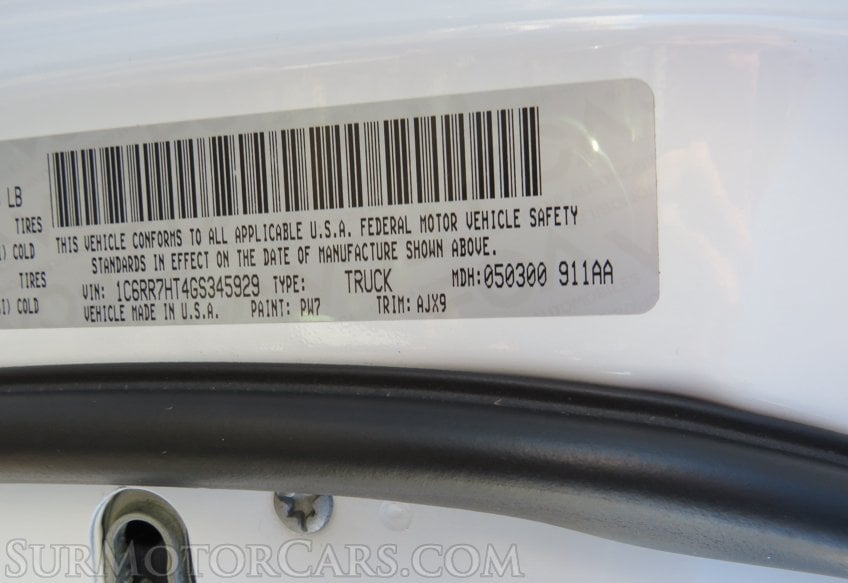 LB
TIRES
COLD
TIRES
COLD
THIS VEHICLE CONFORMS TO ALL APPLICABLE U.S.A. FEDERAL MOTOR VEHICLE SAFETY
STANDARDS IN EFFECT ON THE DATE OF MANUFACTURE SHOWN ABOVE.
VIN: 1C6RR7HT4GS345929 TYPE: TRUCK MDH:050300 911AA
VEHICLE MADE IN U.S.A. PAINT: PW7 TRIM: AJX9
SurMotorCars.com